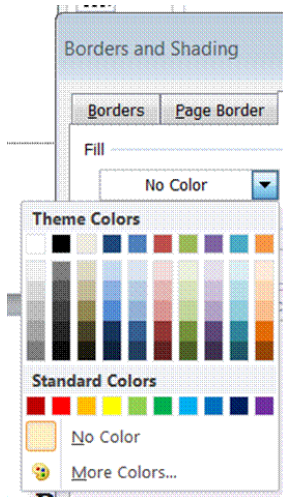 Borders and Shading
Borders Page Border
Fill
No Color
Theme Colors
Standard Colors
No Color
More Colors...